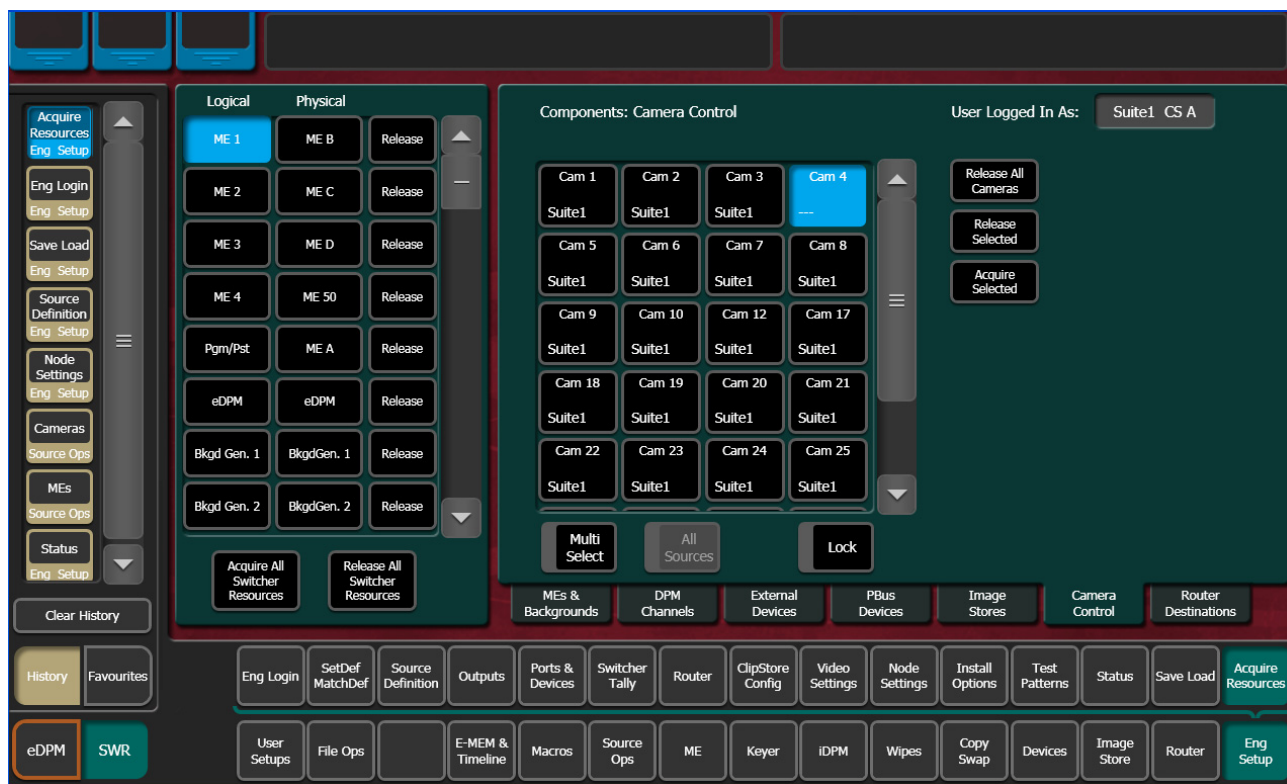 Acquire
Resources
Eng Setup
Eng Login
Eng Setup
Save Load
Eng Setup
Source
Definition
Eng Setup
Node
Settings
Eng Setup
Cameras
Source Ops
MEs
Source Ops
Status
Eng Setup
Clear History
History Favourites
eDPM SWR
Logical Physical
ME 1 ME B Release
ME 2 ME C Release
ME 3 ME D Release
ME 4 ME 50 Release
Pgm/Pst ME A Release
eDPM eDPM Release
Bkgd Gen. 1 BkgdGen. 1 Release
Bkgd Gen. 2 BkgdGen. 2 Release
Acquire All
Switcher
Resources
Release All
Switcher
Resources
Components: Camera Control
User Logged In As: Suite1 CS A
Cam 1 Cam 2 Cam 3 Cam 4
Suite1 Suite1 Suite1 ---
Cam 5 Cam 6 Cam 7 Cam 8
Suite1 Suite1 Suite1 Suite1
Cam 9 Cam 10 Cam 12 Cam 17
Suite1 Suite1 Suite1 Suite1
Cam 18 Cam 19 Cam 20 Cam 21
Suite1 Suite1 Suite1 Suite1
Cam 22 Cam 23 Cam 24 Cam 25
Suite1 Suite1 Suite1 Suite1
Release All
Cameras
Release
Selected
Acquire
Selected
Multi
Select
All
Sources
Lock
MEs &
Backgrounds
DPM
Channels
External
Devices
PBus
Devices
Image
Stores
Camera
Control
Router
Destinations
Eng Login
SetDef
MatchDef
Source
Definition
Outputs
Ports &
Devices
Switcher
Tally
Router
ClipStore
Config
Video
Settings
Node
Settings
Install
Options
Test
Patterns
Status
Save Load
Acquire
Resources
User
Setups
File Ops
E-MEM &
Timeline
Macros
Source
Ops
ME
Keyer
iDPM
Wipes
Copy
Swap
Devices
Image
Store
Router
Eng
Setup